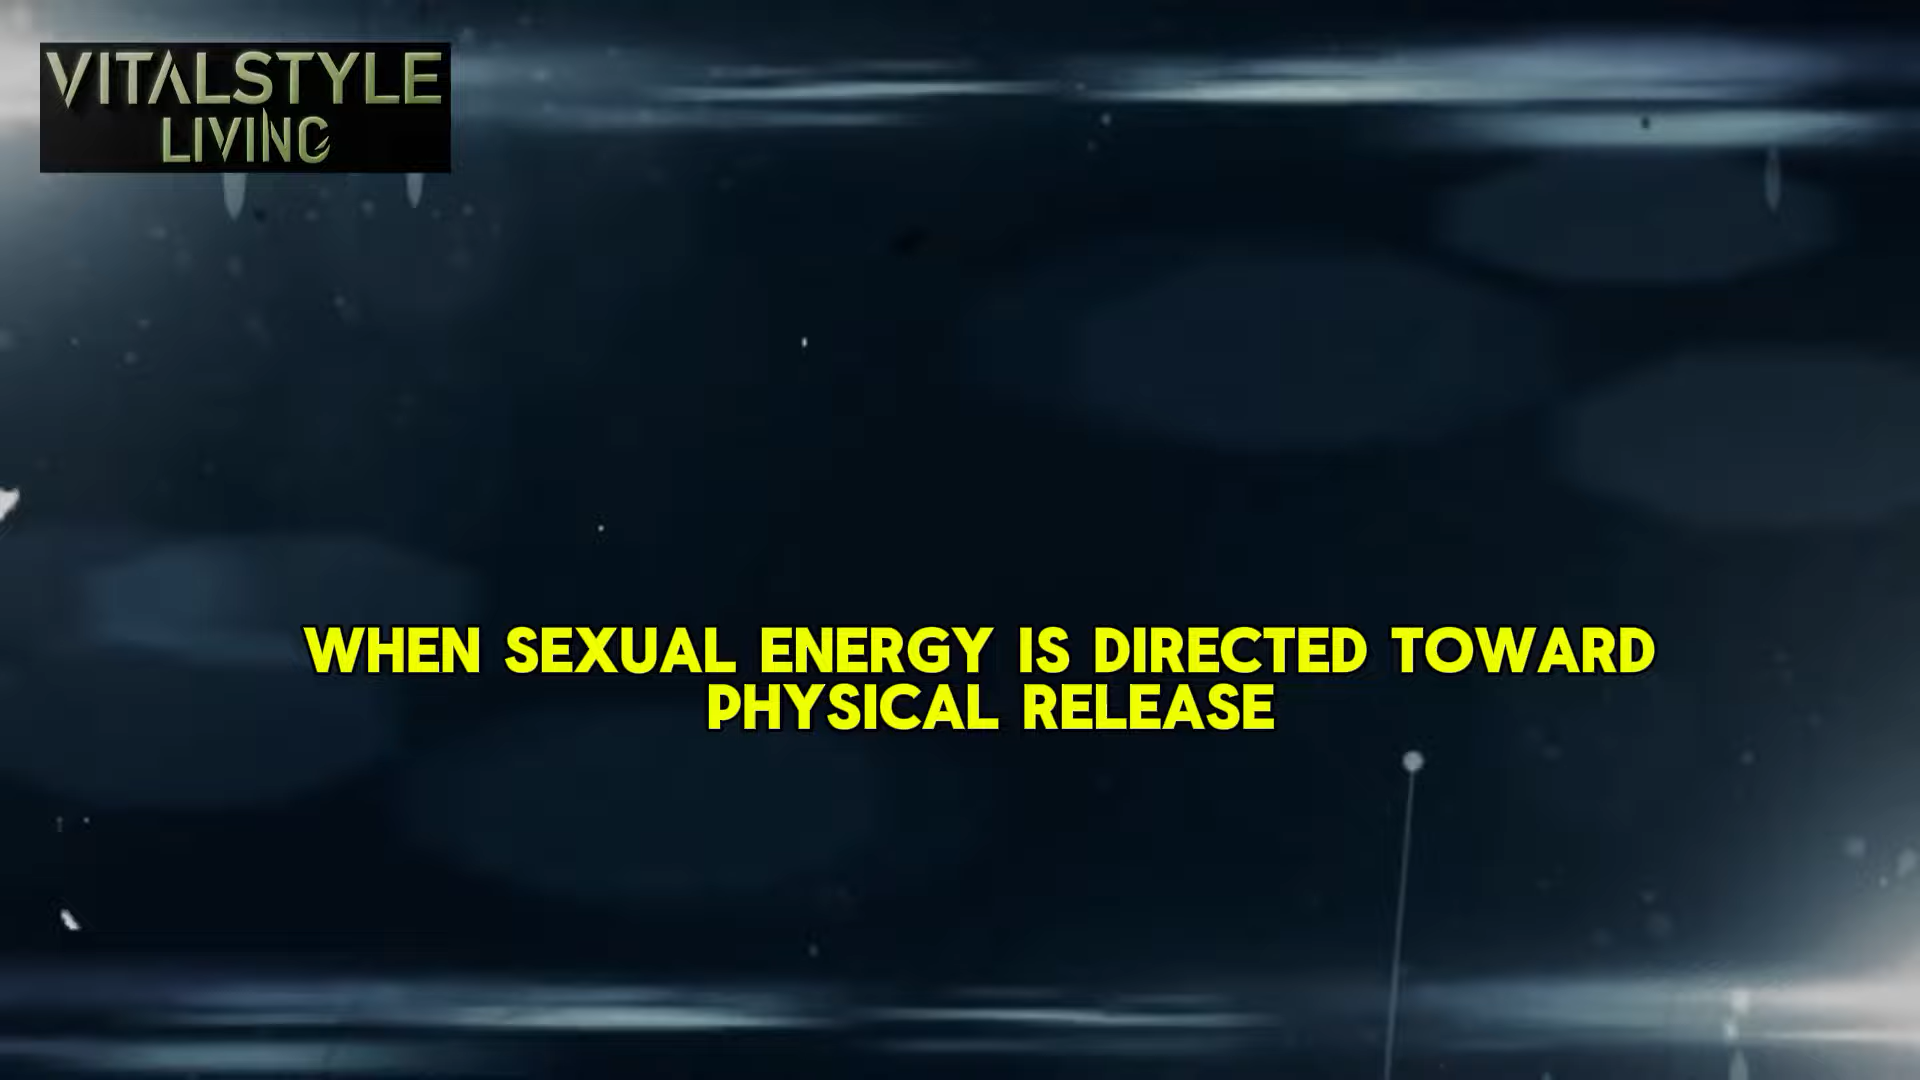 VITALSTYLE
LIVING
WHEN SEXUAL ENERGY IS DIRECTED TOWARD
PHYSICAL RELEASE